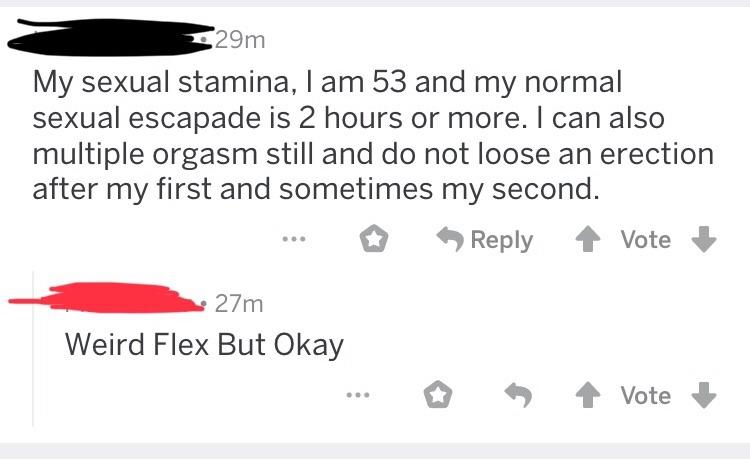 • 29m
My sexual stamina, I am 53 and my normal
sexual escapade is 2 hours or more. I can also
multiple orgasm still and do not loose an erection
after my first and sometimes my second.
... Reply Vote
• 27m
Weird Flex But Okay
... Vote